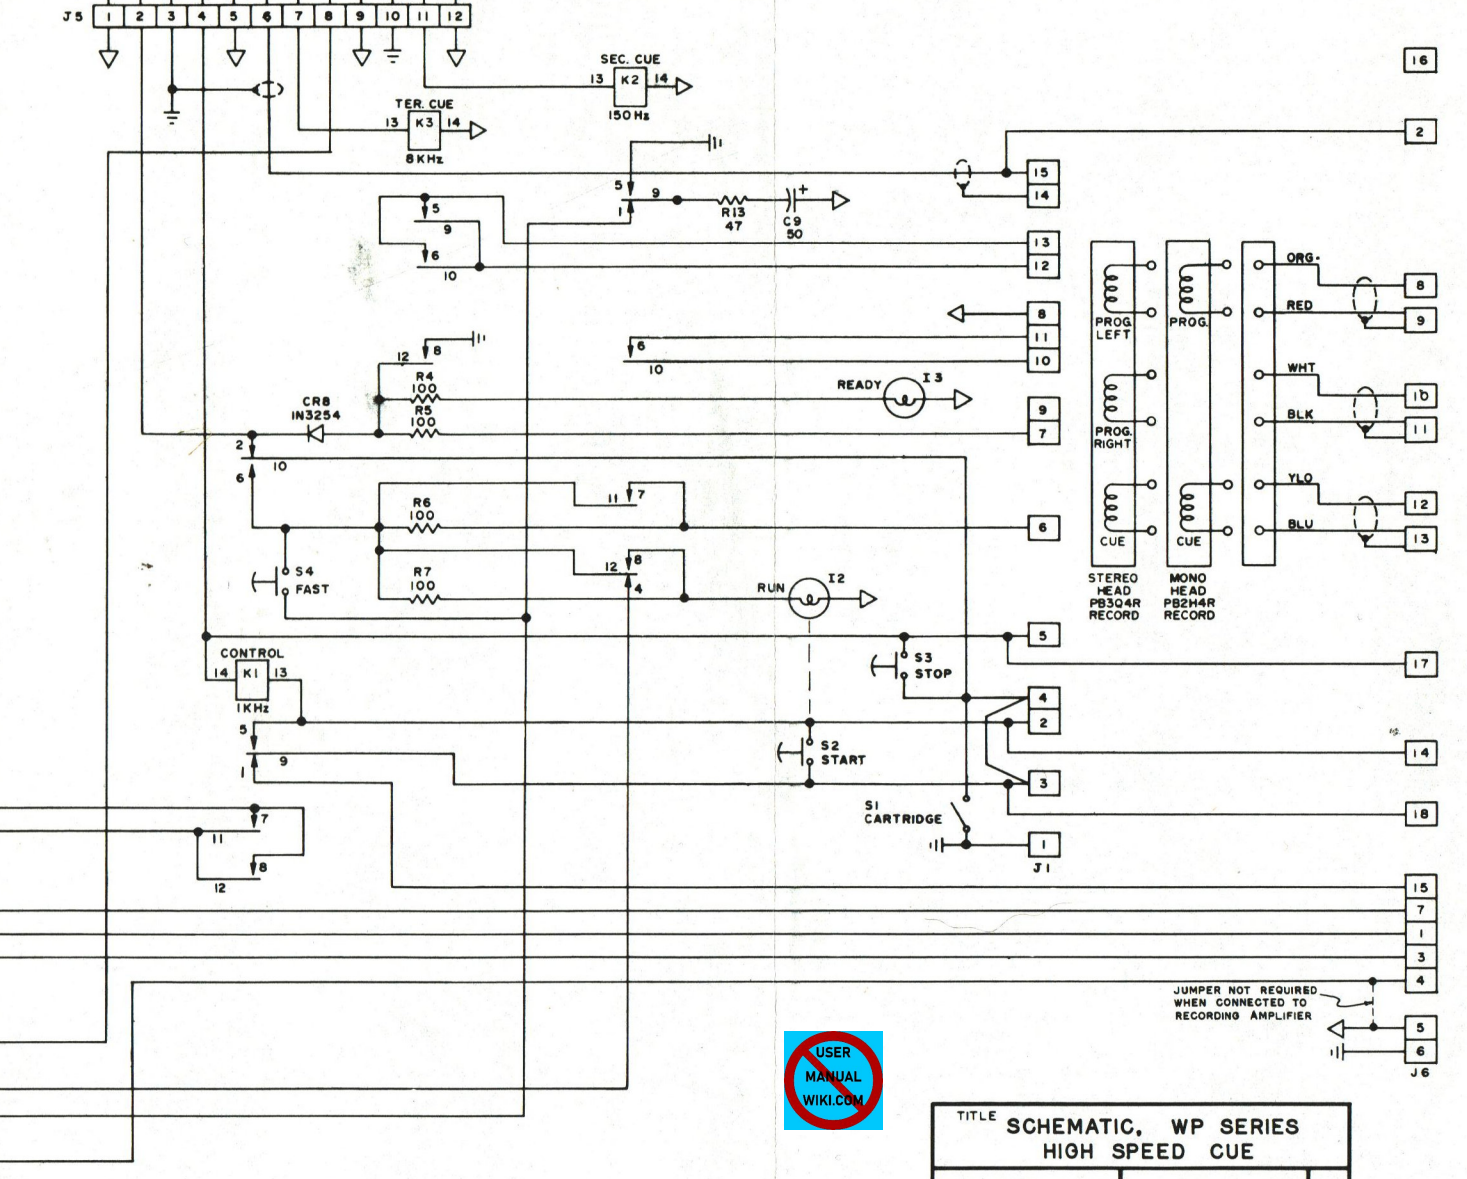 J5 1 2 3 4 5 6 7 8 9 10 11 12
SEC. CUE
13 K2 14
150 Hz
TER. CUE
13 K3 14
8 KHz
16
2
5
9
1
R13
47
+
C9
50
15
14
5
9
6
10
13
12
8
11
10
6
10
12
8
R4
100
R5
100
READY I3
CR8
1N3254
9
7
2
10
6
11 7
R6
100
6
12 8
4
R7
100
S4
FAST
RUN I2
5
CONTROL
14 K1 13
1KHz
S3
STOP
17
4
2
5
9
1
S2
START
14
3
S1
CARTRIDGE
18
1
J1
7
11
8
12
PROG.
LEFT
PROG.
RIGHT
CUE
STEREO
HEAD
PB3Q4R
RECORD
PROG.
CUE
MONO
HEAD
PB2H4R
RECORD
ORG.
8
RED
9
WHT
10
BLK
11
YLO
12
BLU
13
15
7
1
3
4
JUMPER NOT REQUIRED
WHEN CONNECTED TO
RECORDING AMPLIFIER
5
6
J6
USER
MANUAL
WIKI.COM
TITLE
SCHEMATIC, WP SERIES
HIGH SPEED CUE